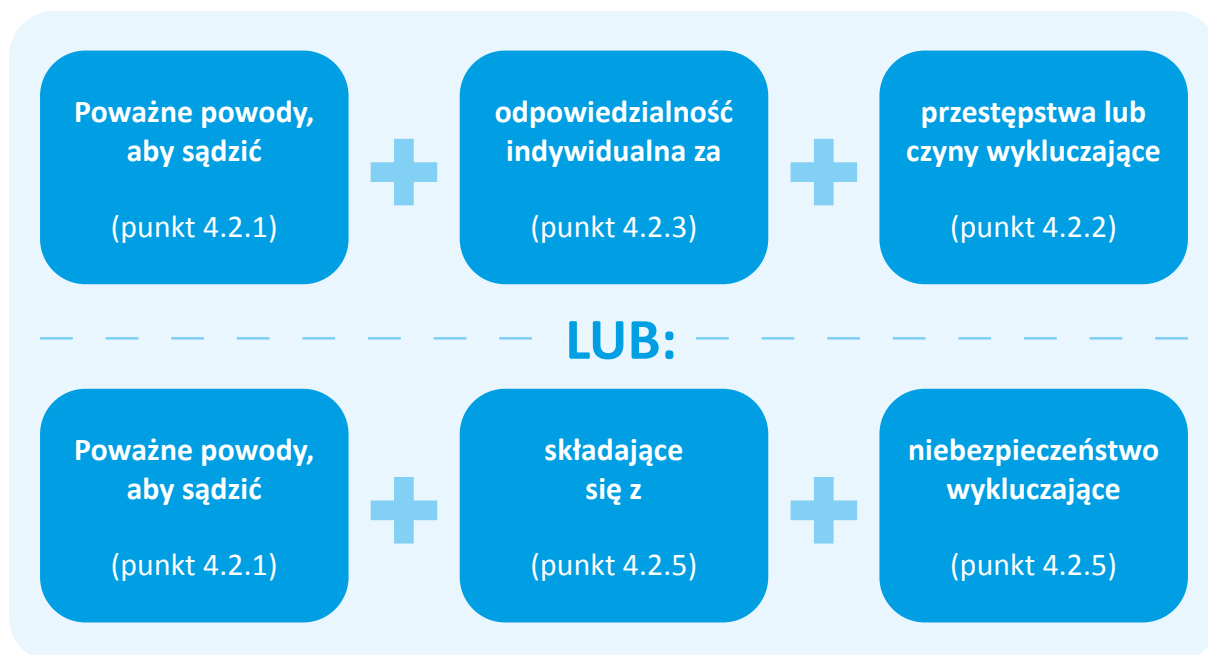 Poważne powody,
aby sądzić
(punkt 4.2.1)
odpowiedzialność
indywidualna za
(punkt 4.2.3)
przestępstwa lub
czyny wykluczające
(punkt 4.2.2)
LUB:
Poważne powody,
aby sądzić
(punkt 4.2.1)
składające
się z
(punkt 4.2.5)
niebezpieczeństwo
wykluczające
(punkt 4.2.5)